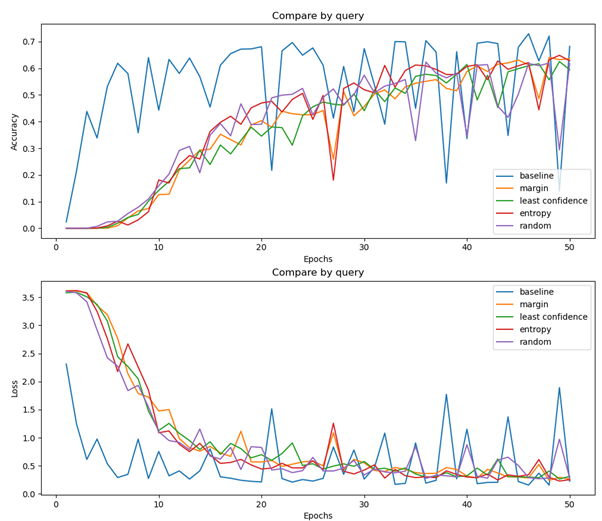 Compare by query
0.7
0.6
0.5
0.4
0.3
0.2
0.1
0.0
Accuracy
baseline
margin
least confidence
entropy
random
0 10 20 30 40 50
Epochs
Compare by query
3.5
3.0
2.5
2.0
1.5
1.0
0.5
0.0
Loss
baseline
margin
least confidence
entropy
random
0 10 20 30 40 50
Epochs